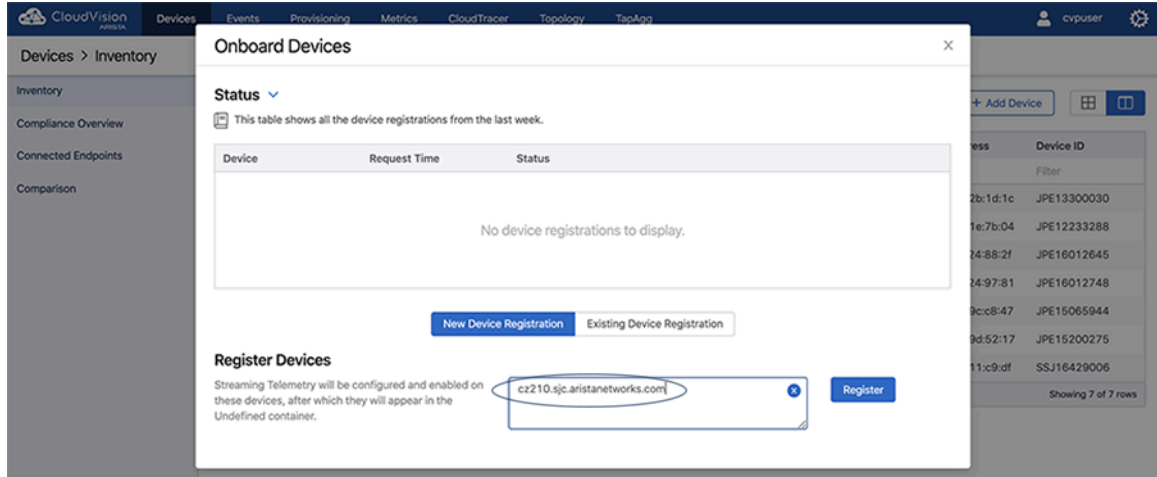 CloudVision
ARISTA
Devices Events Provisioning Metrics CloudTracer Topology TapAgg
cvpuser
Devices > Inventory
Inventory
Compliance Overview
Connected Endpoints
Comparison
Onboard Devices
Status
This table shows all the device registrations from the last week.
Device Request Time Status
No device registrations to display.
New Device Registration Existing Device Registration
Register Devices
Streaming Telemetry will be configured and enabled on
these devices, after which they will appear in the
Undefined container.
cz210.sjc.aristanetworks.com
Register
+ Add Device
ress Device ID
Filter
2b:1d:1c JPE13300030
1e:7b:04 JPE12233288
24:88:2f JPE16012645
24:97:81 JPE16012748
9c:c8:47 JPE15065944
9d:52:17 JPE15200275
11:c9:df SSJ16429006
Showing 7 of 7 rows